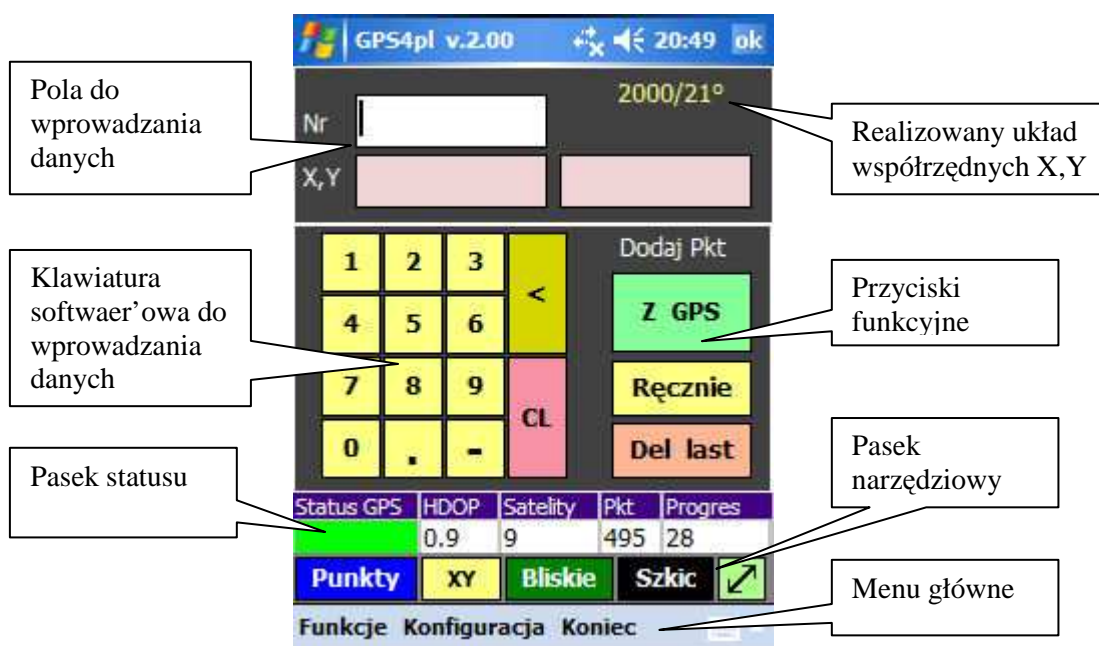 GPS4pl v.2.00 20:49 ok
Pola do
wprowadzania
danych
Nr
2000/21°
X,Y
Realizowany układ
współrzędnych X,Y
Klawiatura
softwaer’owa do
wprowadzania
danych
1 2 3 <
4 5 6
7 8 9 CL
0 . -
Dodaj Pkt
Z GPS
Ręcznie
Del last
Przyciski
funkcyjne
Pasek statusu
Pasek
narzędziowy
Status GPS HDOP Satelity Pkt Progres
0.9 9 495 28
Punkty XY Bliskie Szkic
Menu główne
Funkcje Konfiguracja Koniec